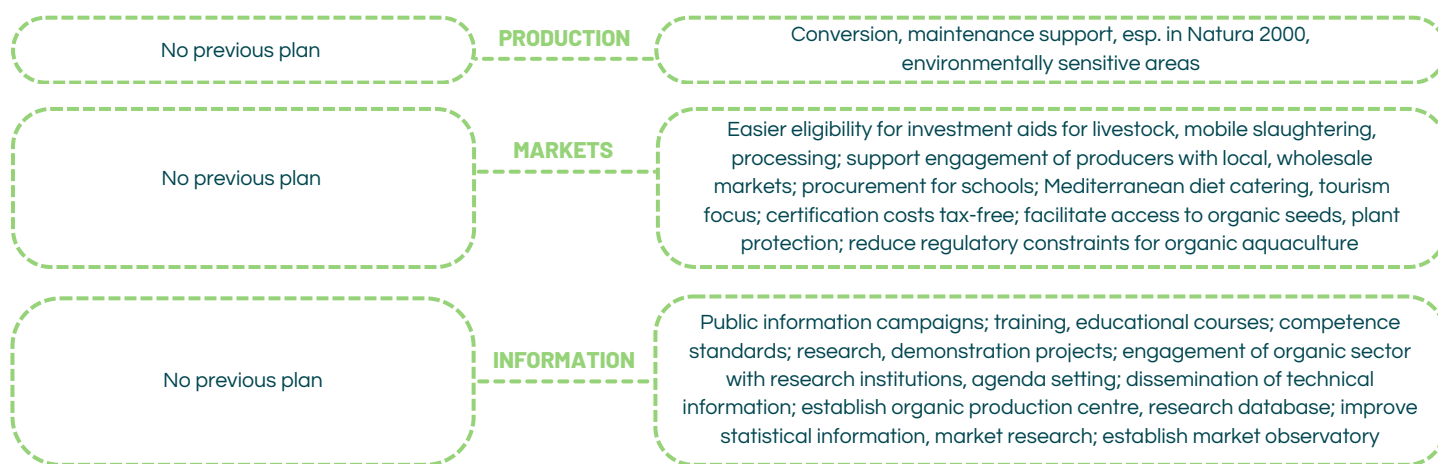 No previous plan
PRODUCTION
Conversion, maintenance support, esp. in Natura 2000,
environmentally sensitive areas
No previous plan
MARKETS
Easier eligibility for investment aids for livestock, mobile slaughtering,
processing; support engagement of producers with local, wholesale
markets; procurement for schools; Mediterranean diet catering, tourism
focus; certification costs tax-free; facilitate access to organic seeds, plant
protection; reduce regulatory constraints for organic aquaculture
No previous plan
INFORMATION
Public information campaigns; training, educational courses; competence
standards; research, demonstration projects; engagement of organic sector
with research institutions, agenda setting; dissemination of technical
information; establish organic production centre, research database; improve
statistical information, market research; establish market observatory